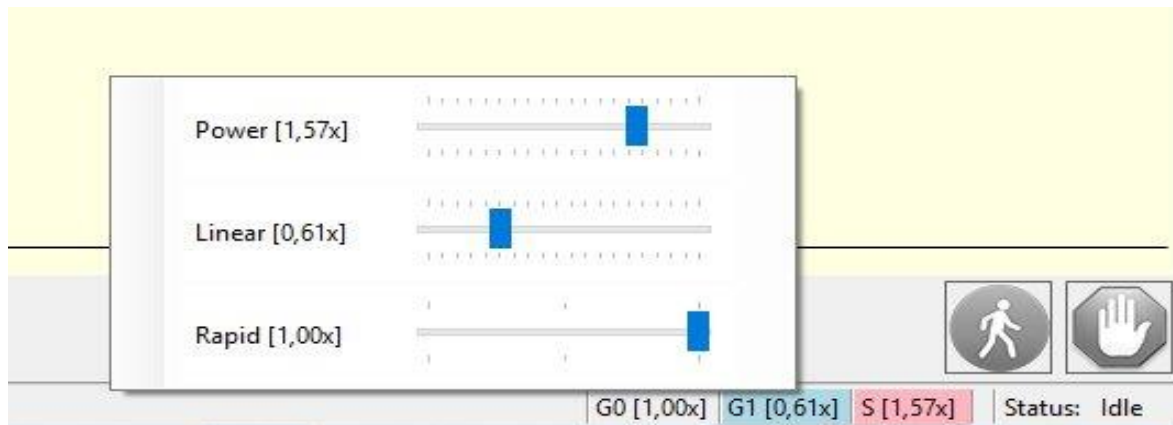 Power [1,57x]
Linear [0,61x]
Rapid [1,00x]
G0 [1,00x] G1 [0,61x] S [1,57x] Status: Idle